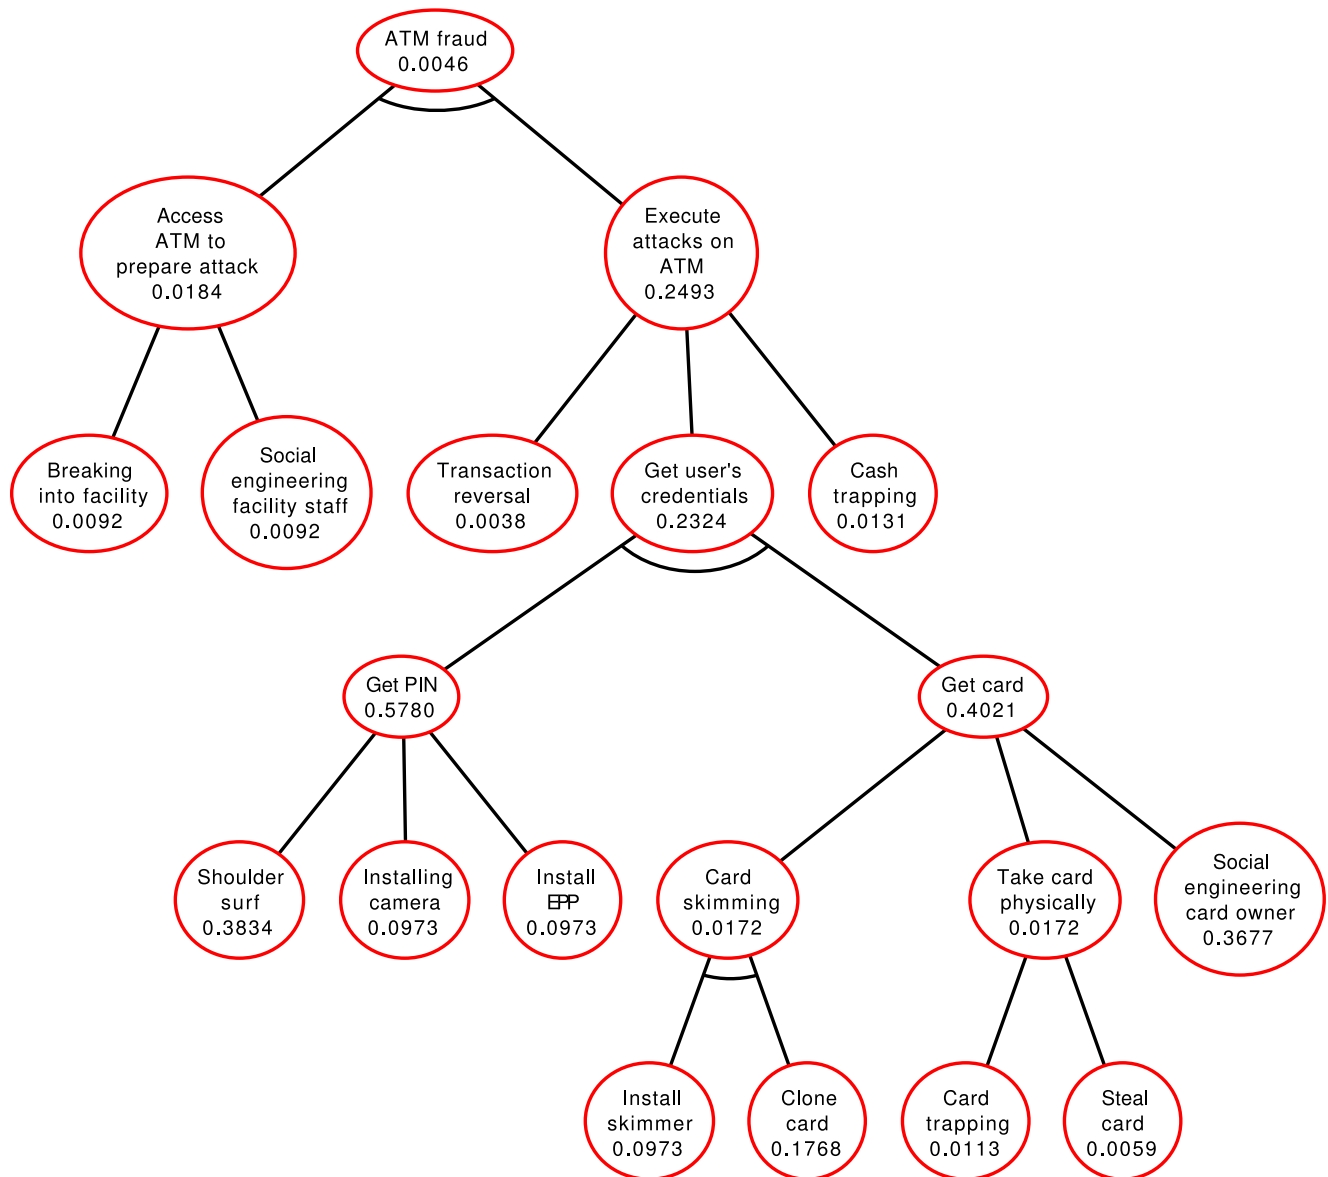 ATM fraud
0.0046
Access
ATM to
prepare attack
0.0184
Execute
attacks on
ATM
0.2493
Breaking
into facility
0.0092
Social
engineering
facility staff
0.0092
Transaction
reversal
0.0038
Get user's
credentials
0.2324
Cash
trapping
0.0131
Get PIN
0.5780
Get card
0.4021
Shoulder
surf
0.3834
Installing
camera
0.0973
Install
EPP
0.0973
Card
skimming
0.0172
Take card
physically
0.0172
Social
engineering
card owner
0.3677
Install
skimmer
0.0973
Clone
card
0.1768
Card
trapping
0.0113
Steal
card
0.0059